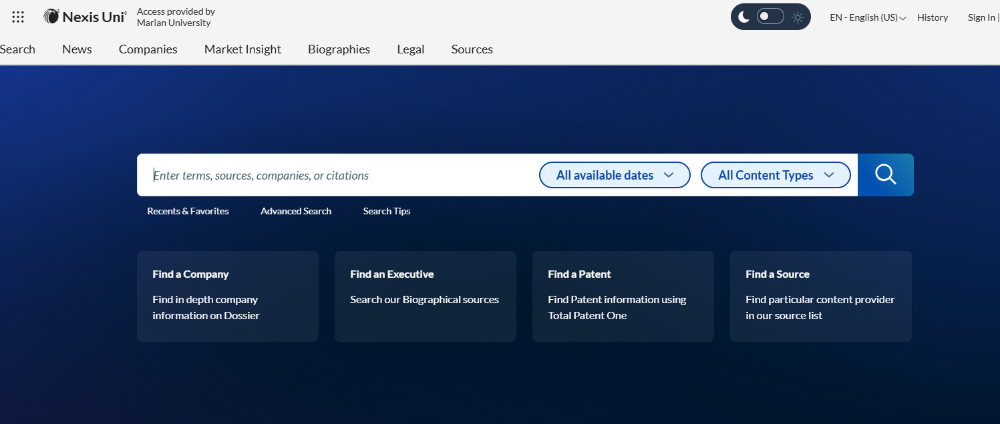 Nexis Uni®
Access provided by
Marian University
EN - English (US)
History
Sign In |
Search
News
Companies
Market Insight
Biographies
Legal
Sources
Enter terms, sources, companies, or citations
All available dates
All Content Types
Recents & Favorites
Advanced Search
Search Tips
Find a Company
Find in depth company
information on Dossier
Find an Executive
Search our Biographical sources
Find a Patent
Find Patent information using
Total Patent One
Find a Source
Find particular content provider
in our source list